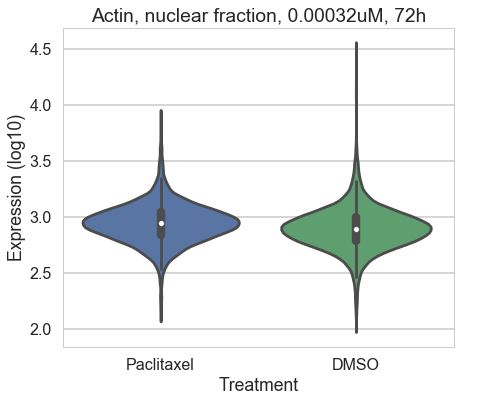 Actin, nuclear fraction, 0.00032uM, 72h
Expression (log10)
4.5
4.0
3.5
3.0
2.5
2.0
Paclitaxel DMSO
Treatment